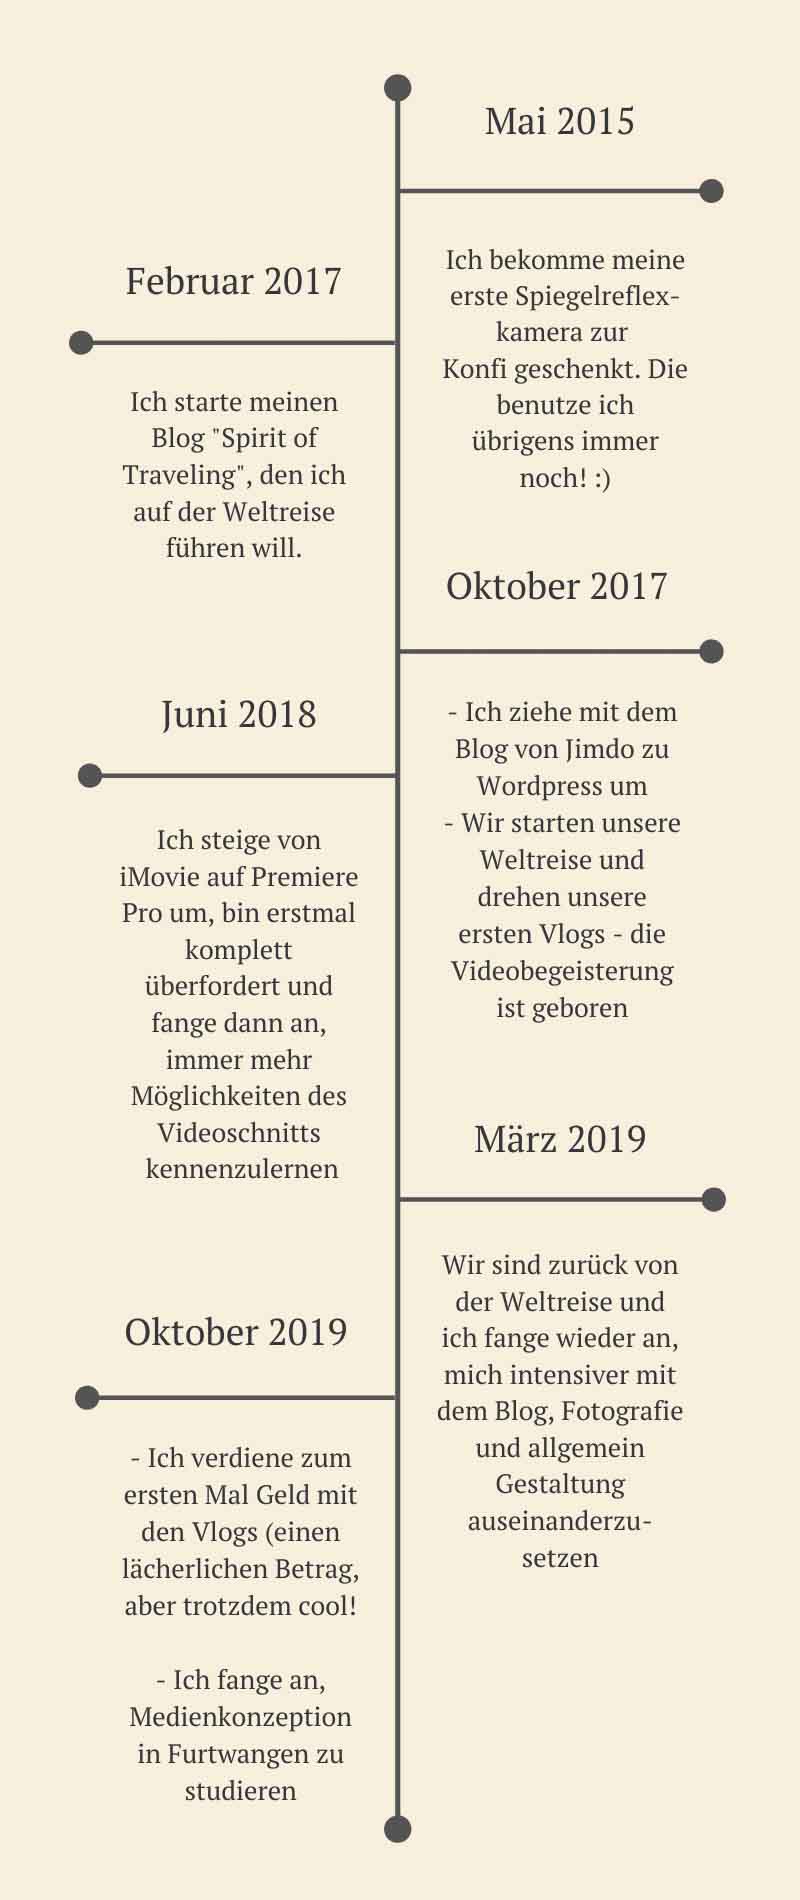 Mai 2015
Ich bekomme meine
erste Spiegelreflex-
kamera zur
Konfi geschenkt. Die
benutze ich
übrigens immer
noch! :)
Februar 2017
Ich starte meinen
Blog "Spirit of
Traveling", den ich
auf der Weltreise
führen will.
Oktober 2017
- Ich ziehe mit dem
Blog von Jimdo zu
Wordpress um
- Wir starten unsere
Weltreise und
drehen unsere
ersten Vlogs - die
Videobegeisterung
ist geboren
Juni 2018
Ich steige von
iMovie auf Premiere
Pro um, bin erstmal
komplett
überfordert und
fange dann an,
immer mehr
Möglichkeiten des
Videoschnitts
kennenzulernen
März 2019
Wir sind zurück von
der Weltreise und
ich fange wieder an,
mich intensiver mit
dem Blog, Fotografie
und allgemein
Gestaltung
auseinanderzu-
setzen
Oktober 2019
- Ich verdiene zum
ersten Mal Geld mit
den Vlogs (einen
lächerlichen Betrag,
aber trotzdem cool!
- Ich fange an,
Medienkonzeption
in Furtwangen zu
studieren